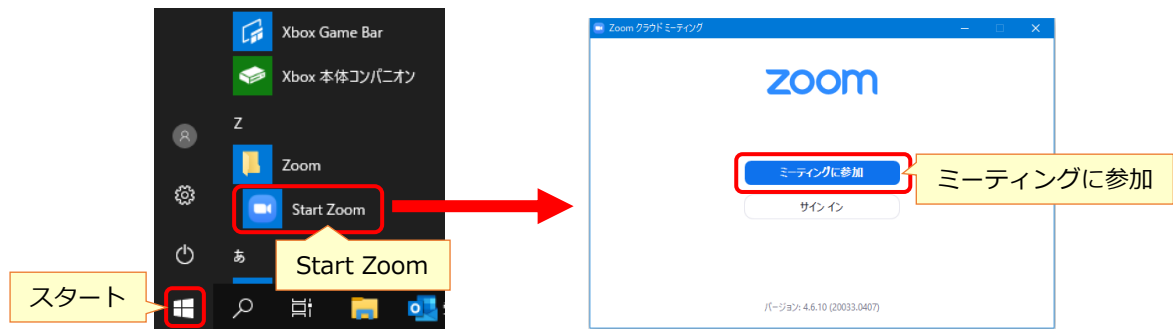 Xbox Game Bar
Xbox 本体コンパニオン
Z
Zoom
Start Zoom
あ
Start Zoom
スタート
Zoom クラウド ミーティング
zoom
ミーティングに参加
サイン イン
ミーティングに参加
バージョン: 4.6.10 (20033.0407)